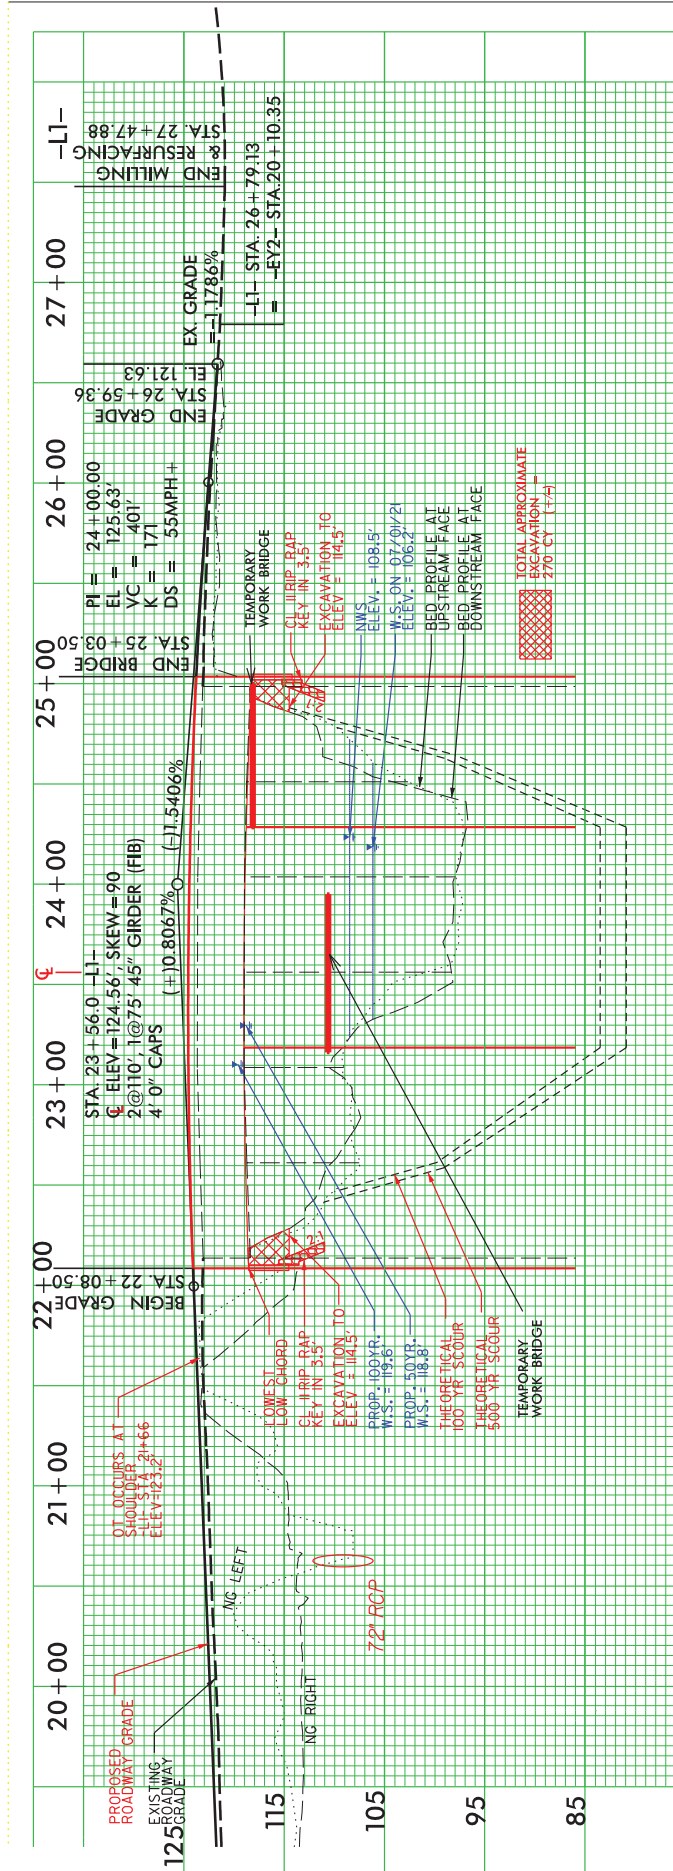 -L1-
END MILLING
& RESURFACING
STA. 27+47.88
27+00
-L1- STA. 26+79.13
= -EY2- STA.20+10.35
EX. GRADE
=-1.1786%
END GRADE
STA. 26+59.36
EL. 121.63
26+00
PI = 24+00.00
EL = 125.63'
VC = 401'
K = 171
DS = 55MPH+
END BRIDGE
STA. 25+03.50
25+00
TEMPORARY
WORK BRIDGE
CL II RIP RAP
KEY IN 3.5'
EXCAVATION TO
ELEV = 114.5'
2:1
NWS
ELEV. = 108.5'
W.S. ON 07/01/21
ELEV. = 106.2'
BED PROFILE AT
UPSTREAM FACE
BED PROFILE AT
DOWNSTREAM FACE
TOTAL APPROXIMATE
EXCAVATION =
270 CY (+/-)
24+00
(+)0.8067%
(-)1.5406%
CL
STA. 23+56.0 -L1-
CL ELEV=124.56', SKEW=90
2@110', 1@75' 45" GIRDER (FIB)
4' 0" CAPS
23+00
22+00
BEGIN GRADE
STA. 22+08.50
2:1
LOWEST
LOW CHORD
CL II RIP RAP
KEY IN 3.5'
EXCAVATION TO
ELEV = 114.5'
PROP. 100YR.
W.S. = 119.6'
PROP. 50YR.
W.S. = 118.8'
THEORETICAL
100 YR SCOUR
THEORETICAL
500 YR SCOUR
TEMPORARY
WORK BRIDGE
OT OCCURS AT
SHOULDER
-L1- STA 21+66
ELEV=123.2'
21+00
NG LEFT
72" RCP
20+00
NG RIGHT
PROPOSED
ROADWAY GRADE
EXISTING
ROADWAY
GRADE
125
115
105
95
85